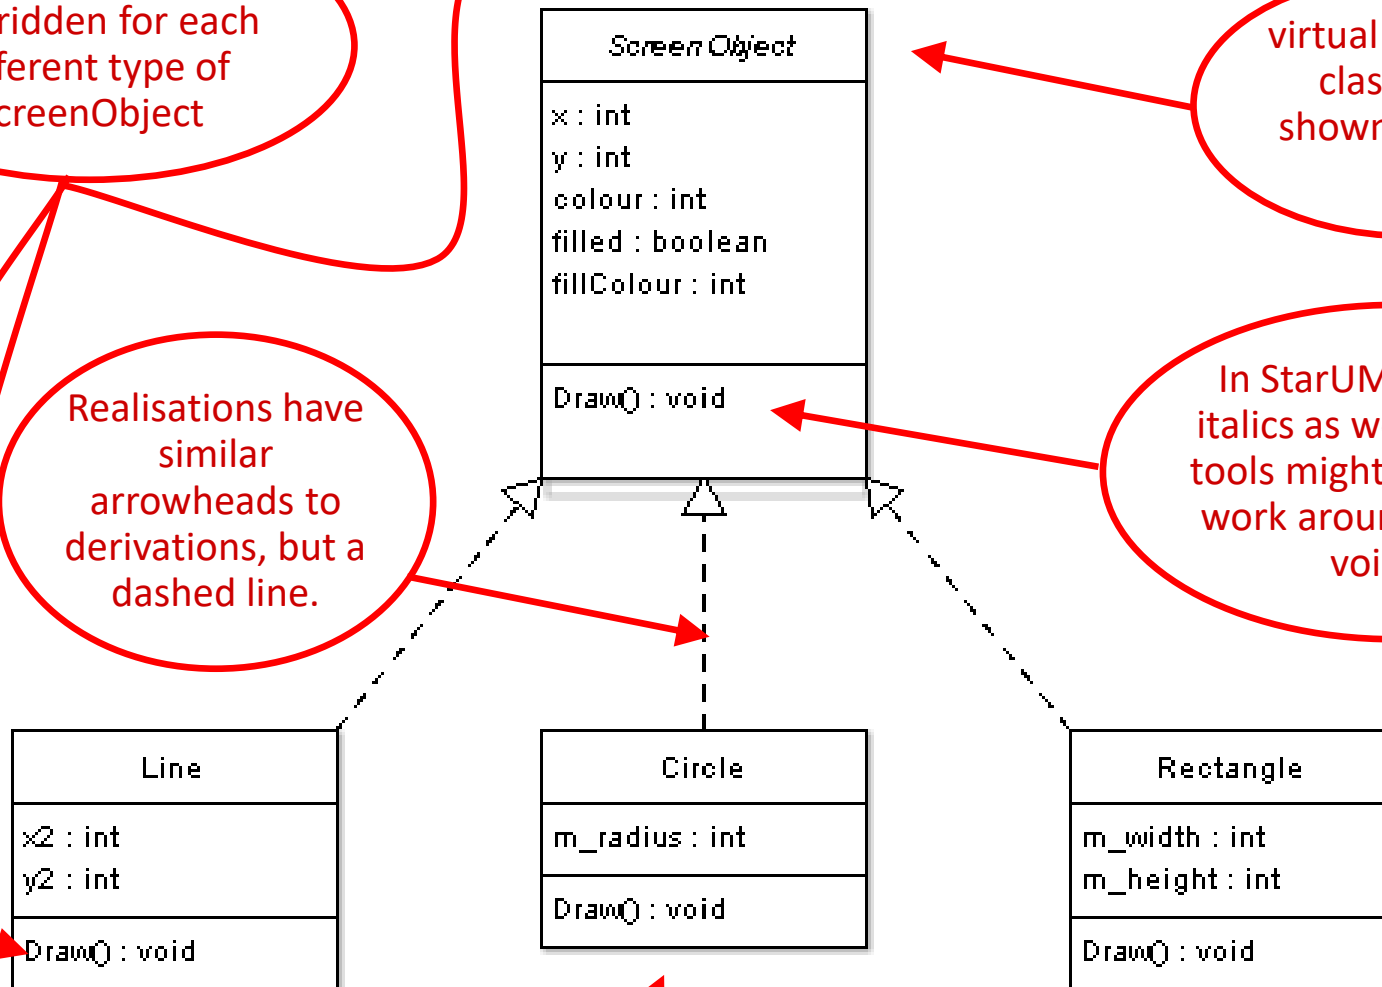 ridden for each
ferent type of
creenObject
Screen Object
x : int
y : int
colour : int
filled : boolean
fillColour : int
Draw() : void
virtual
clas
shown
In StarUM
italics as w
tools might
work arou
voi
Realisations have
similar
arrowheads to
derivations, but a
dashed line.
Line
x2 : int
y2 : int
Draw() : void
Circle
m_radius : int
Draw() : void
Rectangle
m_width : int
m_height : int
Draw() : void